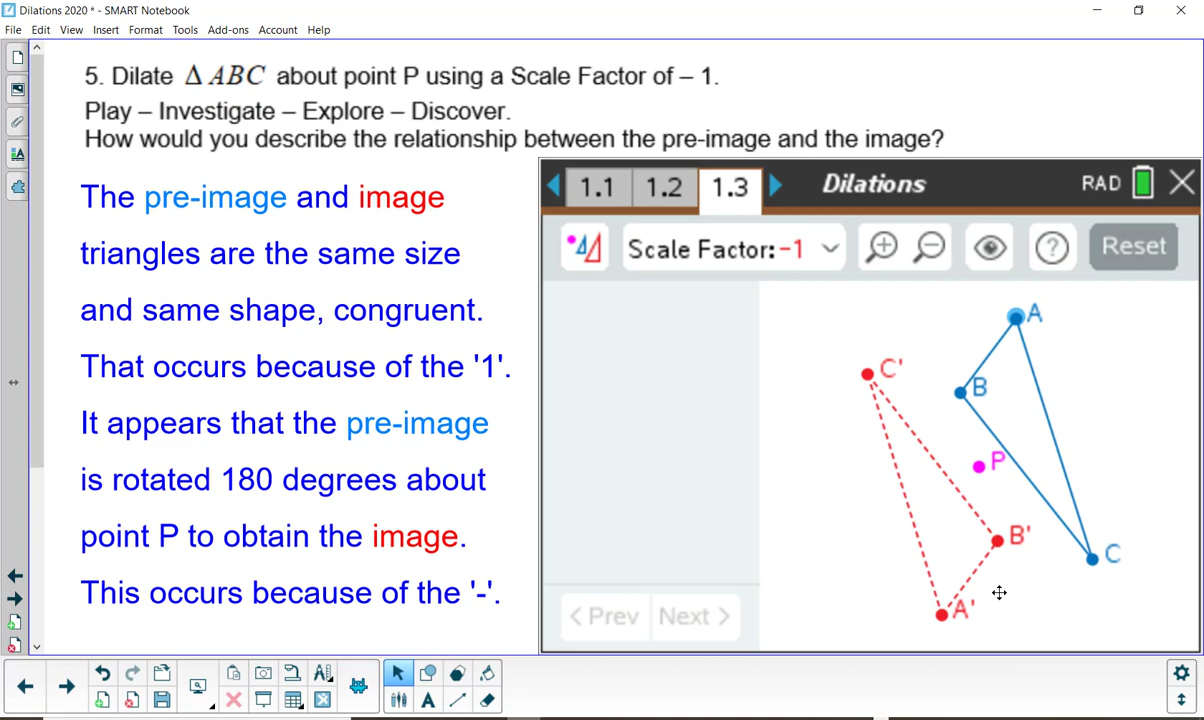 Dilations 2020 * - SMART Notebook
File Edit View Insert Format Tools Add-ons Account Help
5. Dilate Δ ABC about point P using a Scale Factor of – 1.
Play – Investigate – Explore – Discover.
How would you describe the relationship between the pre-image and the image?
The pre-image and image
triangles are the same size
and same shape, congruent.
That occurs because of the '1'.
It appears that the pre-image
is rotated 180 degrees about
point P to obtain the image.
This occurs because of the '-'.
1.1 1.2 1.3 Dilations RAD
Scale Factor: -1 Reset
A
C'
B
P
B'
C
A'
< Prev Next >